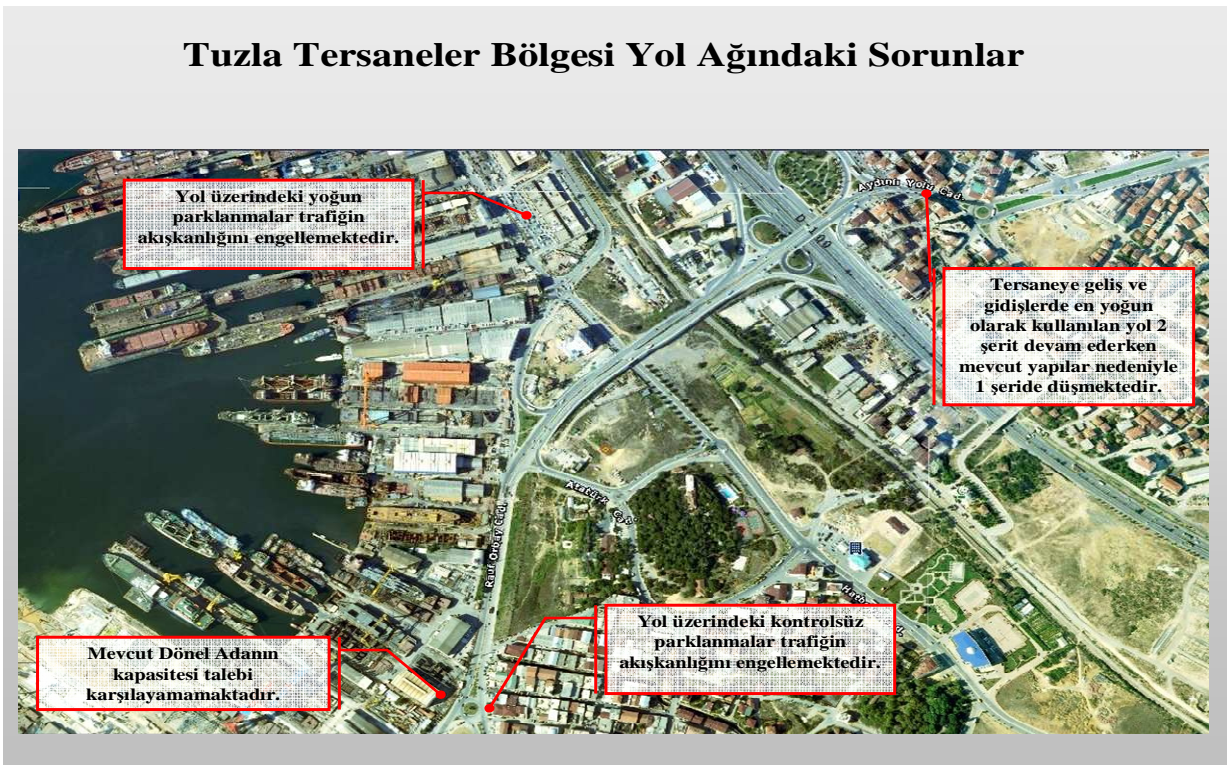 Tuzla Tersaneler Bölgesi Yol Ağındaki Sorunlar
Yol üzerindeki yoğun
parklanmalar trafiğin
akışkanlığını engellemektedir.
Aydınlı Yolu Cad.
Tersaneye geliş ve
gidişlerde en yoğun
olarak kullanılan yol 2
şerit devam ederken
mevcut yapılar nedeniyle
1 şeride düşmektedir.
Atatürk Cad.
Rauf Orbay Cad.
Yol üzerindeki kontrolsüz
parklanmalar trafiğin
akışkanlığını engellemektedir.
Mevcut Dönel Adanın
kapasitesi talebi
karşılayamamaktadır.